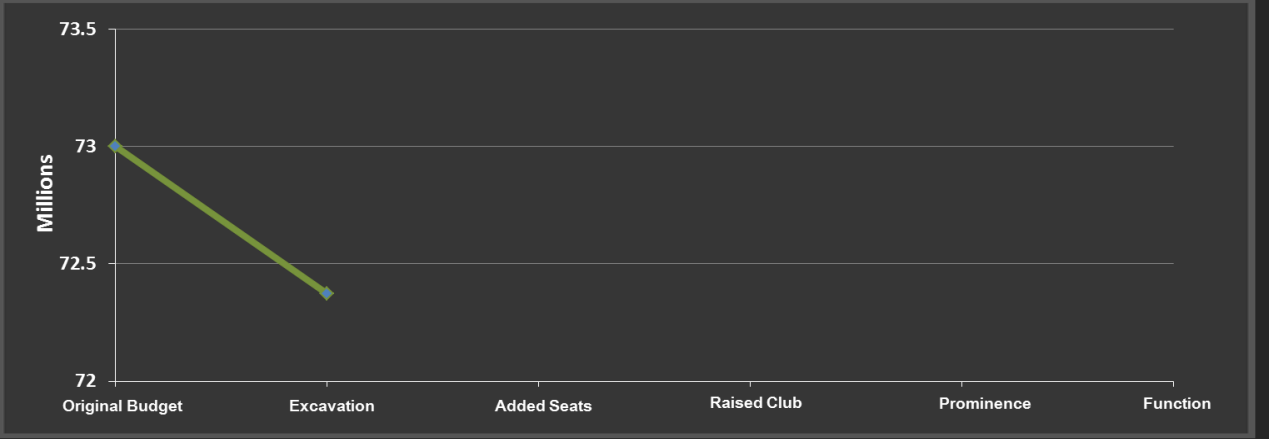 73.5
73
72.5
72
Millions
Original Budget
Excavation
Added Seats
Raised Club
Prominence
Function